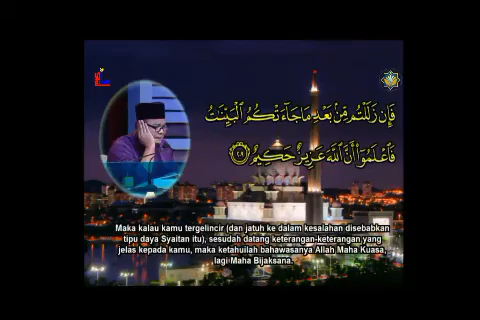 فَإِن زَلَلْتُم مِّنۢ بَعْدِ مَا جَآءَتْكُمُ ٱلْبَيِّنَٰتُ
فَٱعْلَمُوٓا۟ أَنَّ ٱللَّهَ عَزِيزٌ حَكِيمٌ ٢٠٩
Maka kalau kamu tergelincir (dan jatuh ke dalam kesalahan disebabkan
tipu daya Syaitan itu), sesudah datang keterangan-keterangan yang
jelas kepada kamu, maka ketahuilah bahawasanya Allah Maha Kuasa,
lagi Maha Bijaksana.